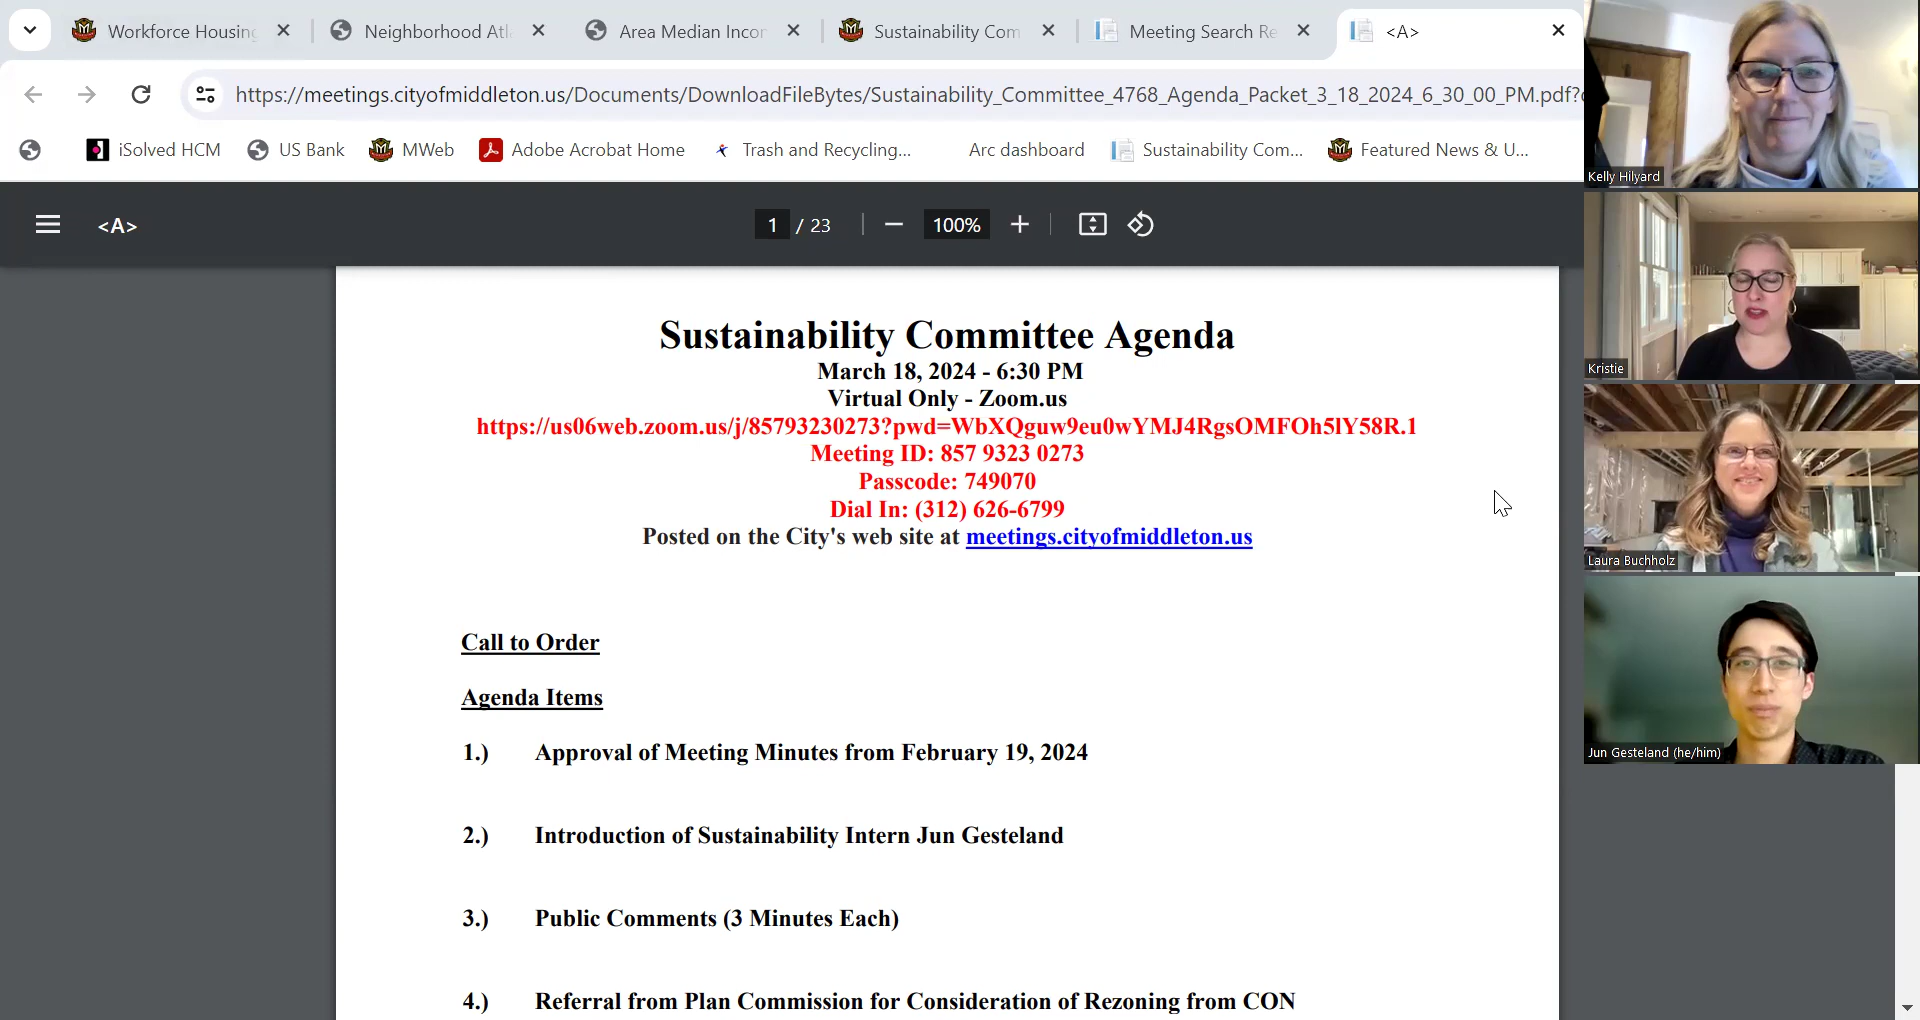 Workforce Housing
Neighborhood Atl
Area Median Incor
Sustainability Com
Meeting Search Re
<A>
https://meetings.cityofmiddleton.us/Documents/DownloadFileBytes/Sustainability_Committee_4768_Agenda_Packet_3_18_2024_6_30_00_PM.pdf?
iSolved HCM
US Bank
MWeb
Adobe Acrobat Home
Trash and Recycling...
Arc dashboard
Sustainability Com...
Featured News & U...
Kelly Hilyard
<A>
1 / 23
100%
Sustainability Committee Agenda
March 18, 2024 - 6:30 PM
Virtual Only - Zoom.us
https://us06web.zoom.us/j/85793230273?pwd=WbXQguw9eu0wYMJ4RgsOMFOh5lY58R.1
Meeting ID: 857 9323 0273
Passcode: 749070
Dial In: (312) 626-6799
Posted on the City's web site at meetings.cityofmiddleton.us
Kristie
Laura Buchholz
Call to Order
Agenda Items
1.) Approval of Meeting Minutes from February 19, 2024
Jun Gesteland (he/him)
2.) Introduction of Sustainability Intern Jun Gesteland
3.) Public Comments (3 Minutes Each)
4.) Referral from Plan Commission for Consideration of Rezoning from CON